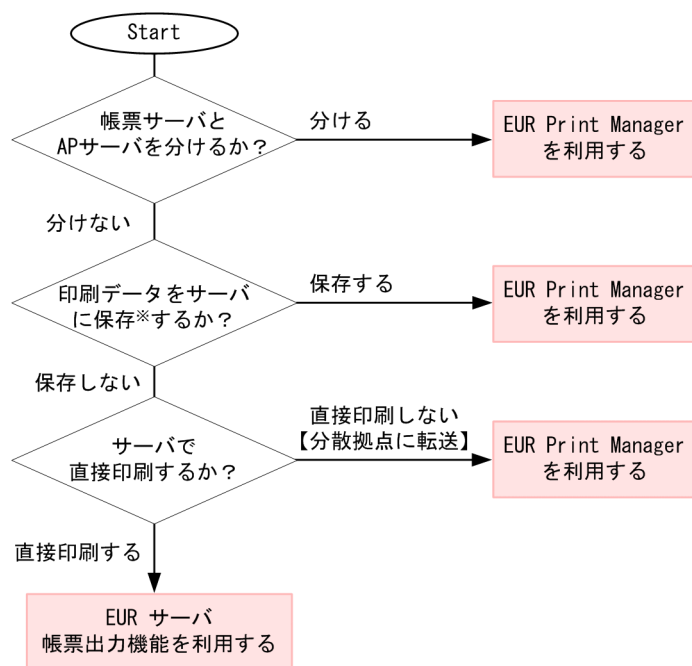 Start
帳票サーバと
APサーバを分けるか？
分ける
EUR Print Manager
を利用する
分けない
印刷データをサーバ
に保存※するか？
保存する
EUR Print Manager
を利用する
保存しない
サーバで
直接印刷するか？
直接印刷しない
【分散拠点に転送】
EUR Print Manager
を利用する
直接印刷する
EUR サーバ
帳票出力機能を利用する